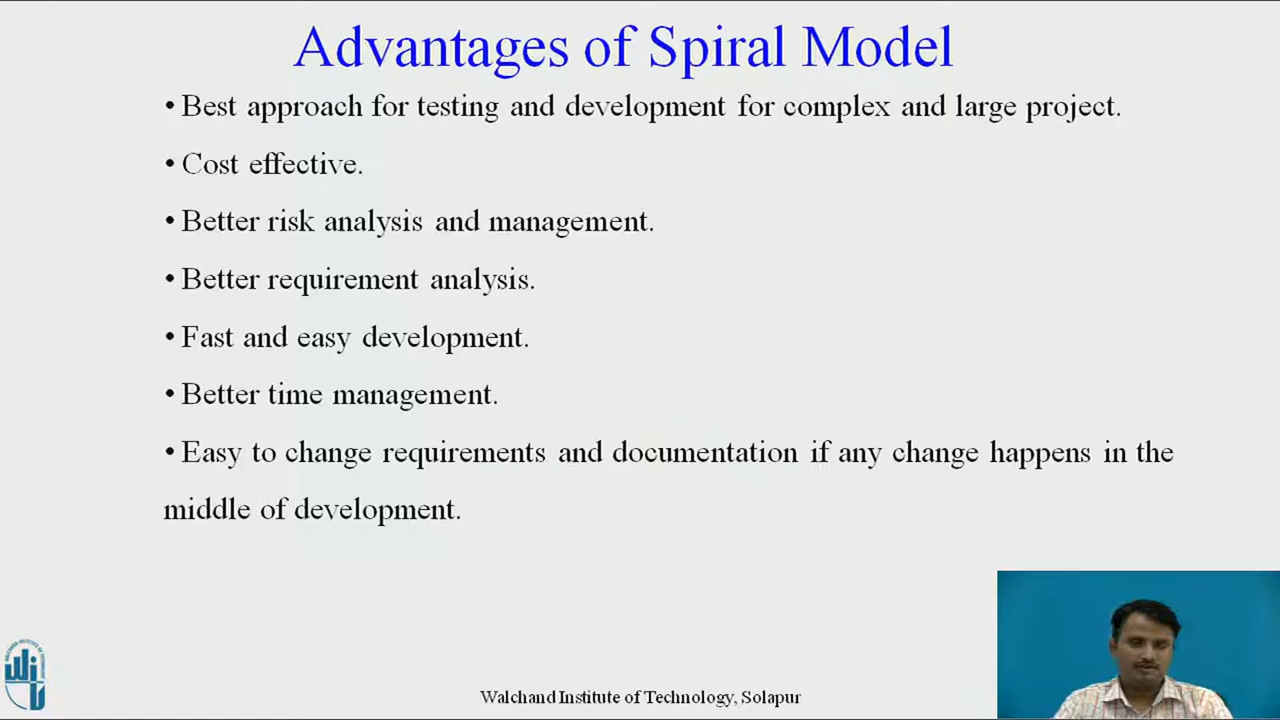 Advantages of Spiral Model
• Best approach for testing and development for complex and large project.
• Cost effective.
• Better risk analysis and management.
• Better requirement analysis.
• Fast and easy development.
• Better time management.
• Easy to change requirements and documentation if any change happens in the
middle of development.
Walchand Institute of Technology, Solapur